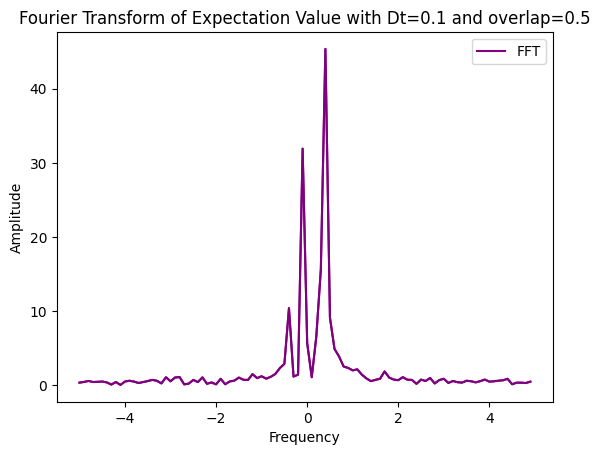 Fourier Transform of Expectation Value with Dt=0.1 and overlap=0.5
FFT
Amplitude
40
30
20
10
0
−4 −2 0 2 4
Frequency